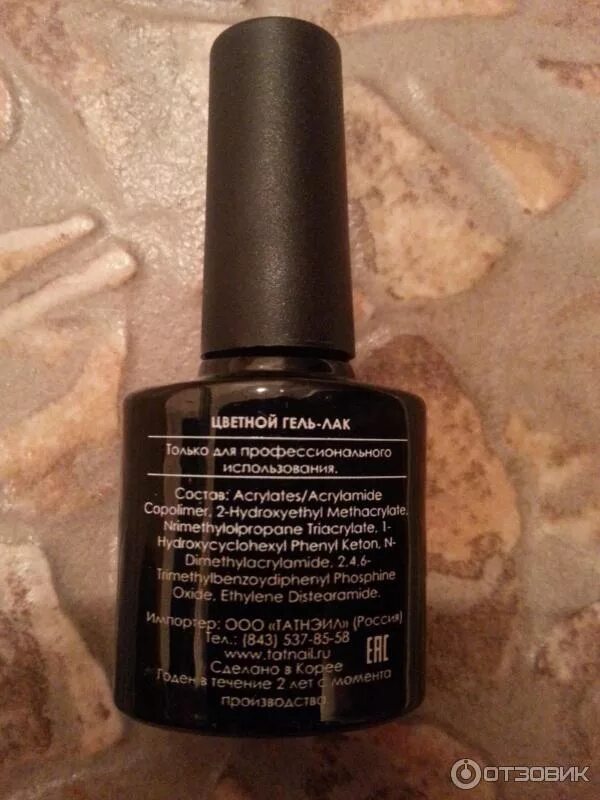 ЦВЕТНОЙ ГЕЛЬ-ЛАК
Только для профессионального
использования.
Состав: Acrylates/Acrylamide
Copolimer, 2-Hydroxyethyl Methacrylate,
Nrimethylolpropane Triacrylate, 1-
Hydroxycyclohexyl Phenyl Keton, N-
Dimethylacrylamide, 2,4,6-
Trimethylbenzoydiphenyl Phosphine
Oxide, Ethylene Distearamide.
Импортер: ООО «ТАТНЭИЛ» (Россия)
Тел.: (843) 537-85-58
www.tatnail.ru
Сделано в Корее
Годен в течение 2 лет с момента
производства
EAC
ОТЗОВИК